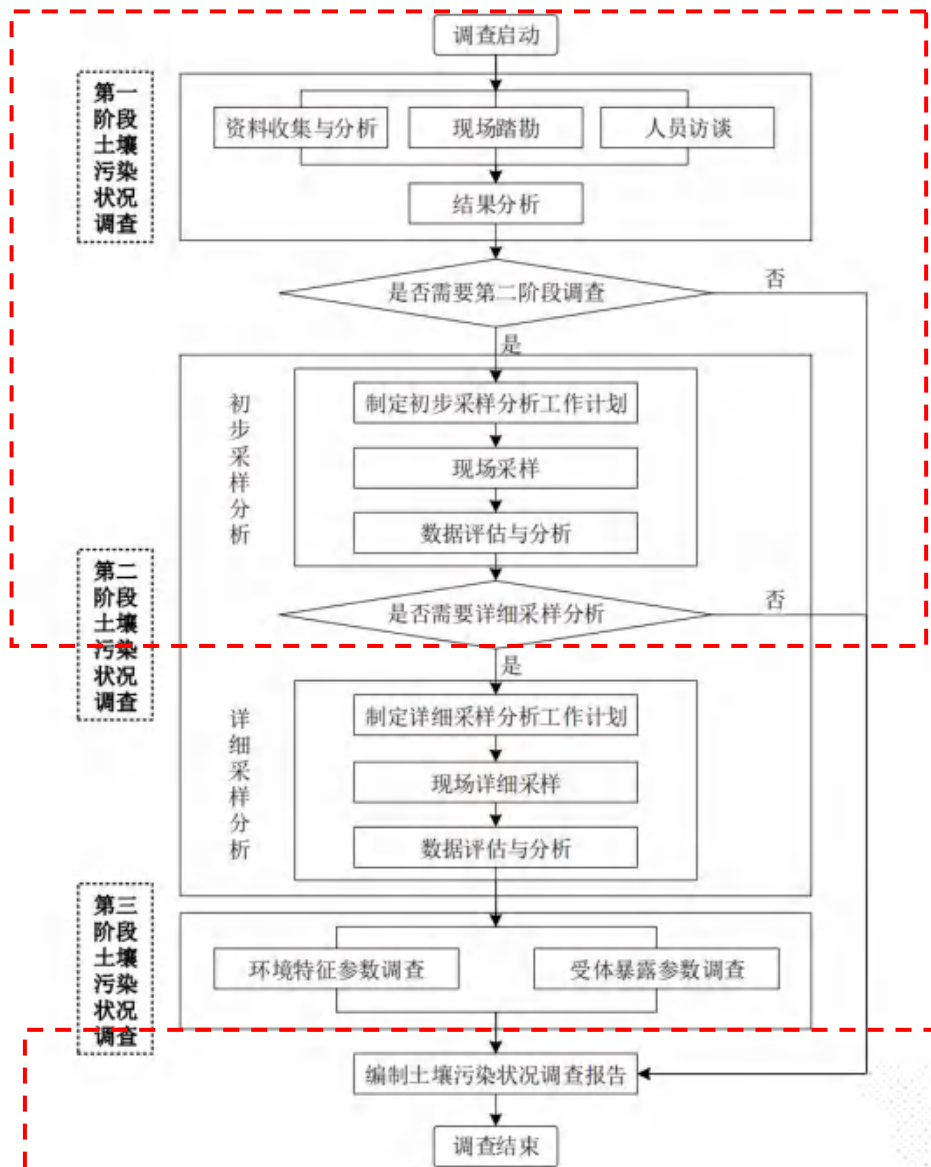 调查启动
第一
阶段
土壤
污染
状况
调查
资料收集与分析
现场踏勘
人员访谈
结果分析
是否需要第二阶段调查
否
是
初
步
采
样
分
析
制定初步采样分析工作计划
现场采样
数据评估与分析
第二
阶段
土壤
污染
状况
调查
是否需要详细采样分析
否
是
详
细
采
样
分
析
制定详细采样分析工作计划
现场详细采样
数据评估与分析
第三
阶段
土壤
污染
状况
调查
环境特征参数调查
受体暴露参数调查
编制土壤污染状况调查报告
调查结束